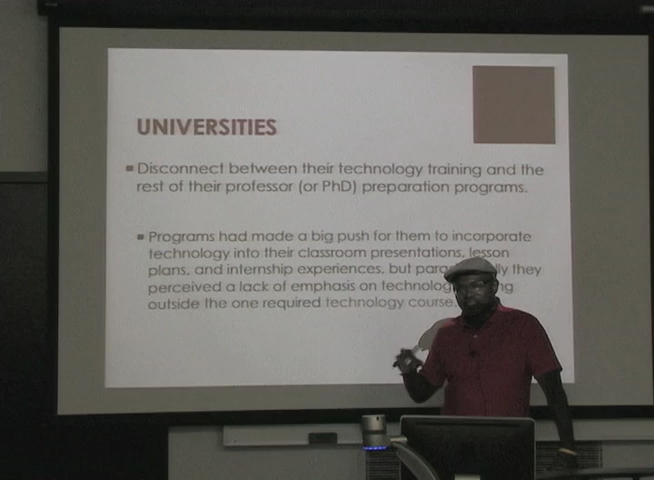 UNIVERSITIES
Disconnect between their technology training and the
rest of their professor (or PhD) preparation programs.
Programs had made a big push for them to incorporate
technology into their classroom presentations, lesson
plans, and internship experiences, but they
perceived a lack of emphasis on
outside the one required technology course.